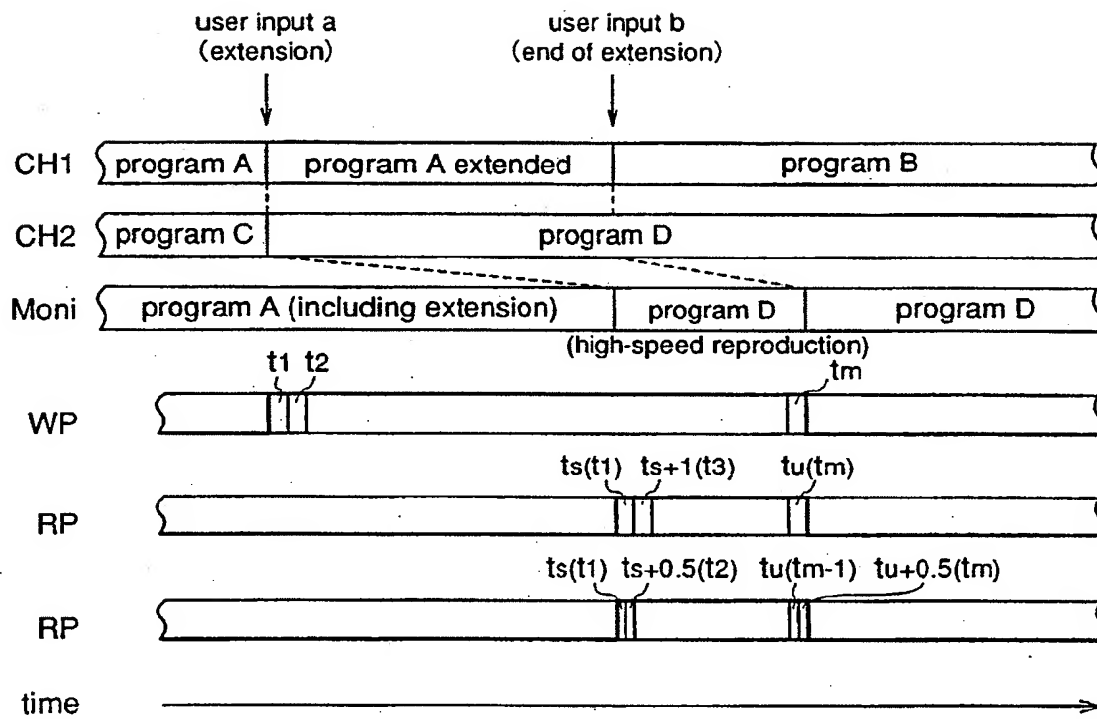 user input a
(extension)
user input b
(end of extension)
CH1 program A program A extended program B
CH2 program C program D
Moni program A (including extension) program D program D
(high-speed reproduction)
t1 t2 tm
WP
ts(t1) ts+1(t3) tu(tm)
RP
ts(t1) ts+0.5(t2) tu(tm-1) tu+0.5(tm)
RP
time